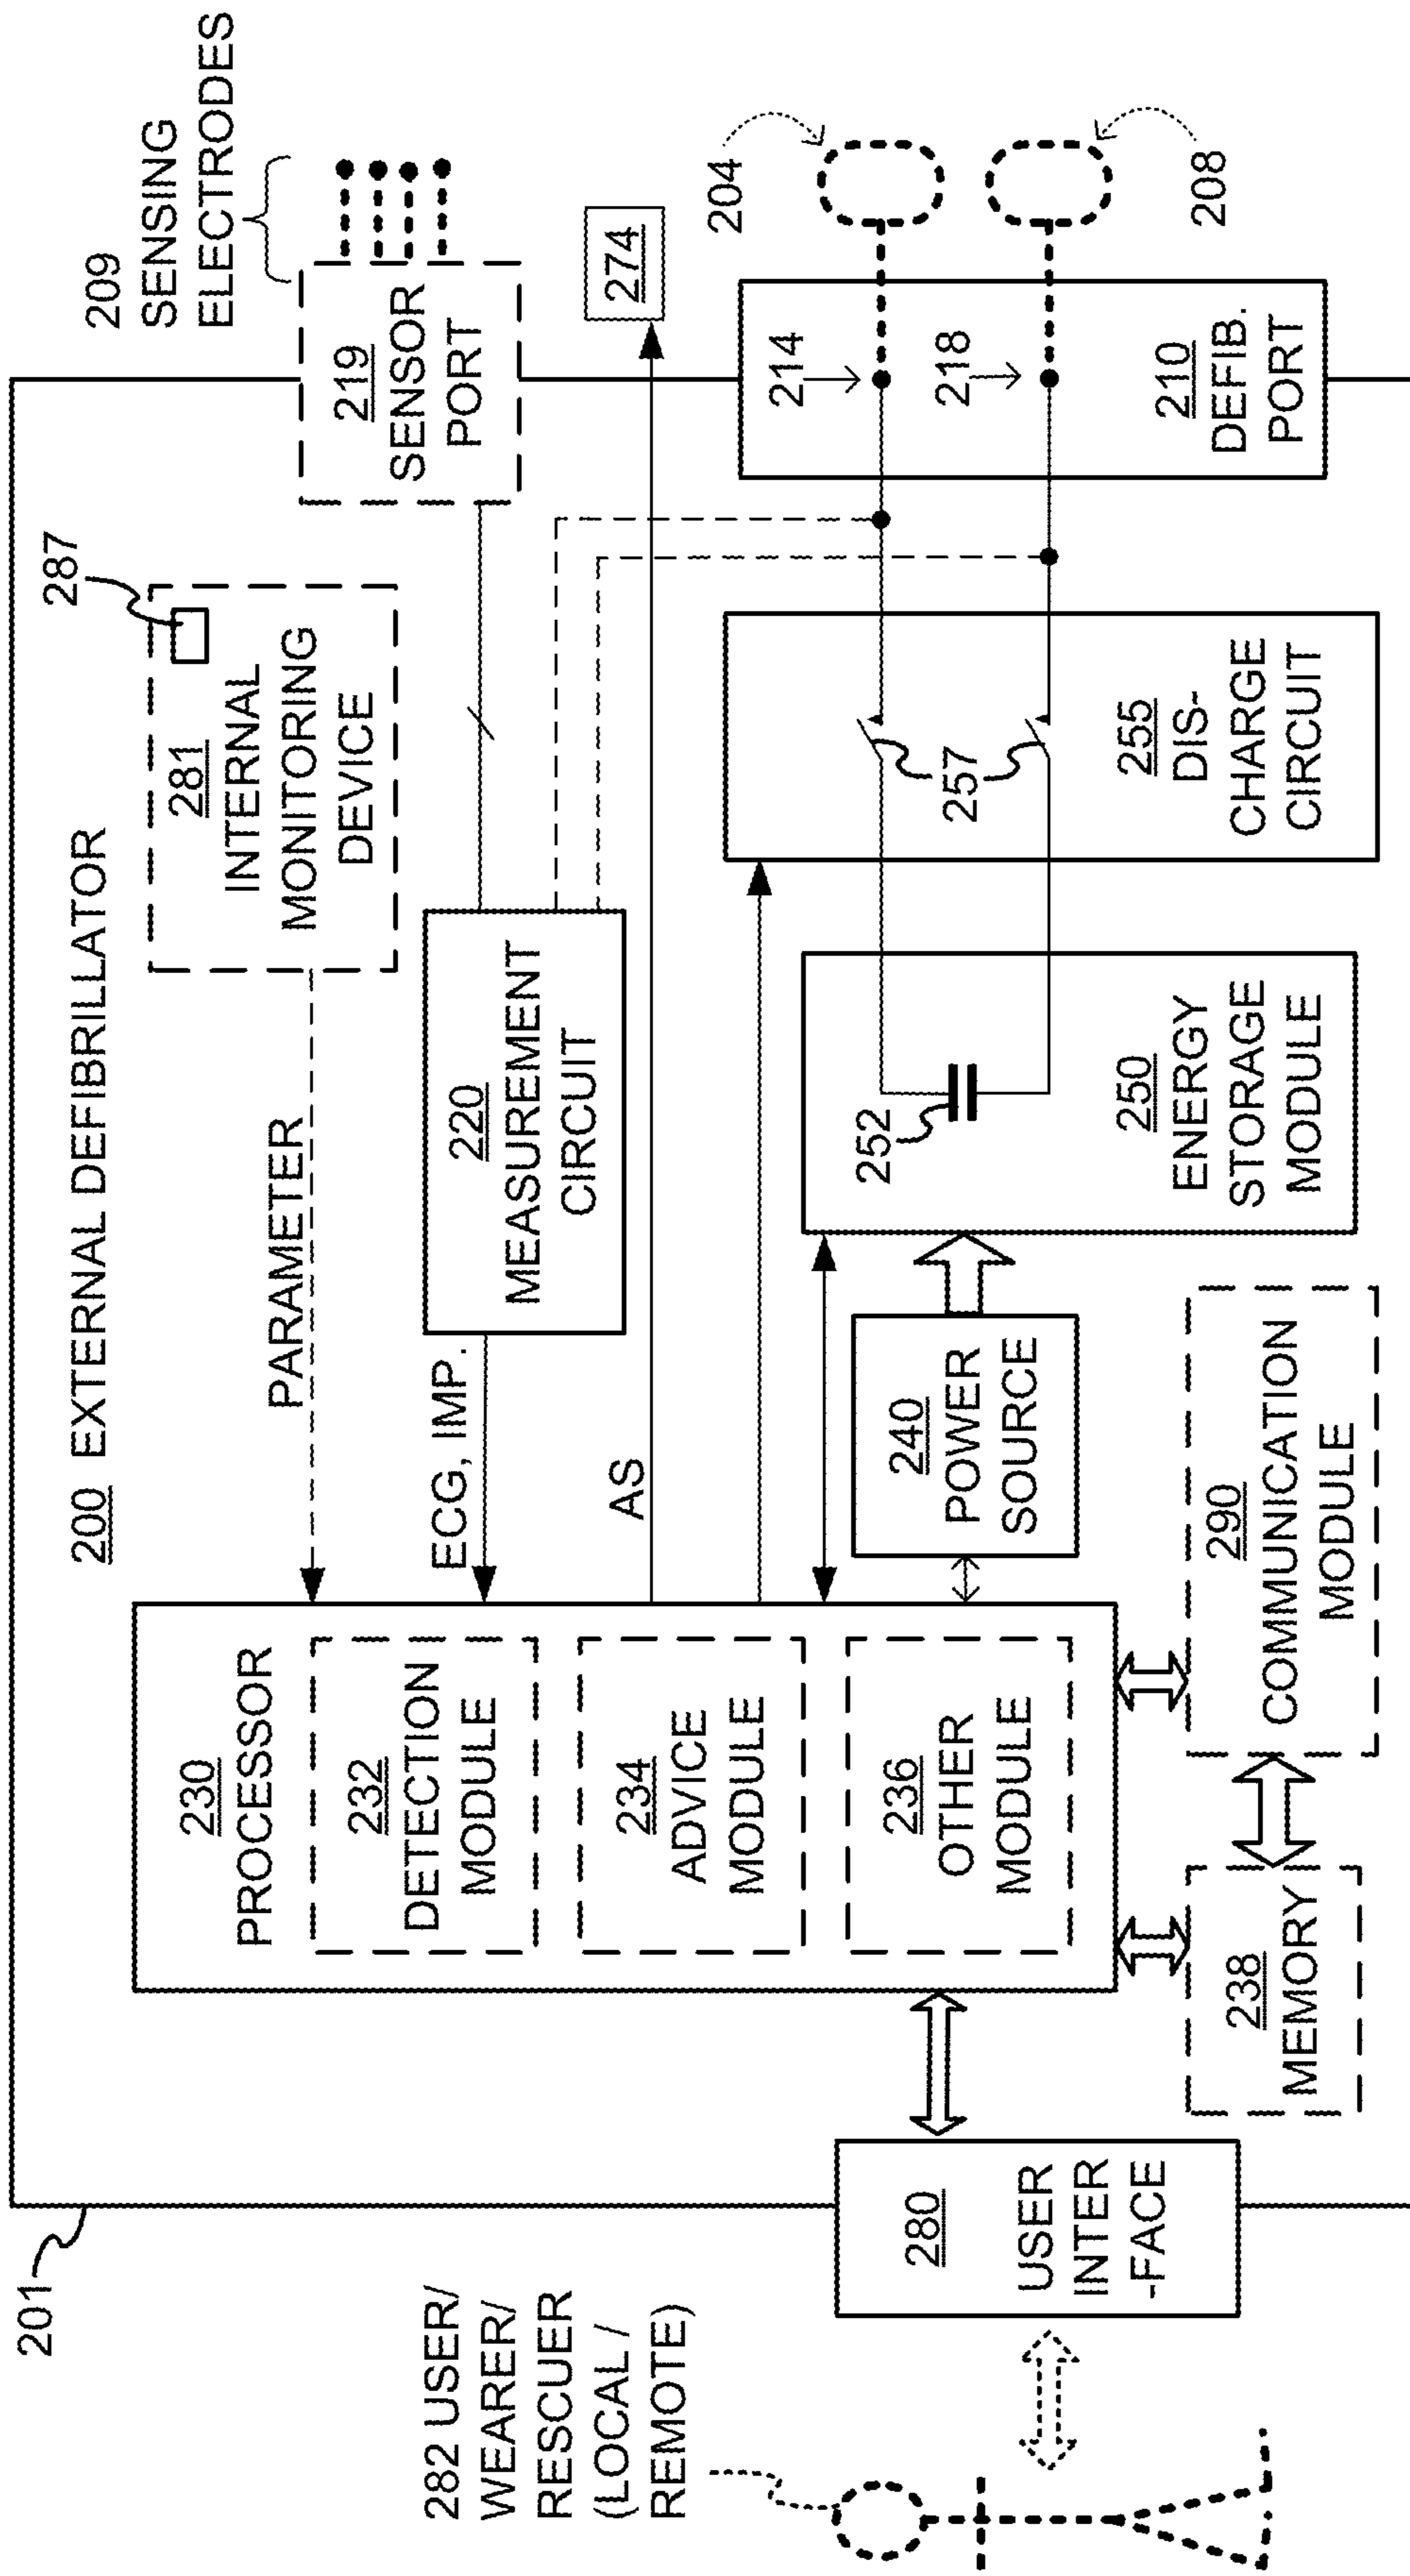 200 EXTERNAL DEFIBRILLATOR
201
287
209
SENSING
ELECTRODES
281
INTERNAL
MONITORING
DEVICE
PARAMETER
219
SENSOR
PORT
230
PROCESSOR
232
DETECTION
MODULE
234
ADVICE
MODULE
236
OTHER
MODULE
ECG, IMP.
220
MEASUREMENT
CIRCUIT
AS
274
282 USER/
WEARER/
RESCUER
(LOCAL /
REMOTE)
280
USER
INTER
-FACE
240
POWER
SOURCE
252
250
ENERGY
STORAGE
MODULE
257
255
DIS-
CHARGE
CIRCUIT
214
218
210
DEFIB.
PORT
204
208
238
MEMORY
290
COMMUNICATION
MODULE